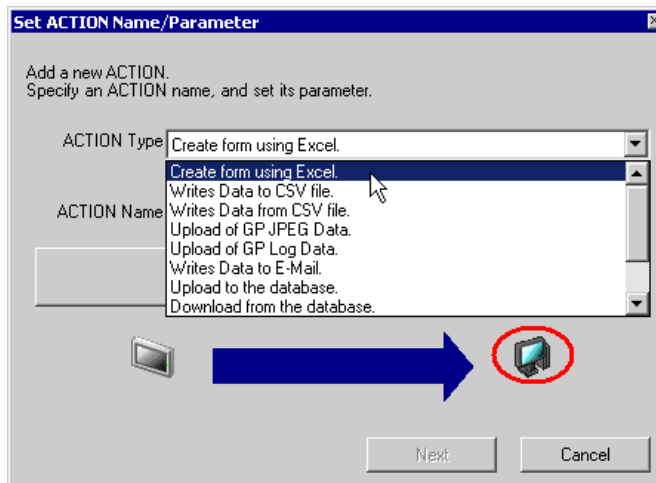 Set ACTION Name/Parameter
Add a new ACTION.
Specify an ACTION name, and set its parameter.
ACTION Type
Create form using Excel.
Create form using Excel.
Writes Data to CSV file.
Writes Data from CSV file.
ACTION Name
Upload of GP JPEG Data.
Upload of GP Log Data.
Writes Data to E-Mail.
Upload to the database.
Download from the database.
Next
Cancel